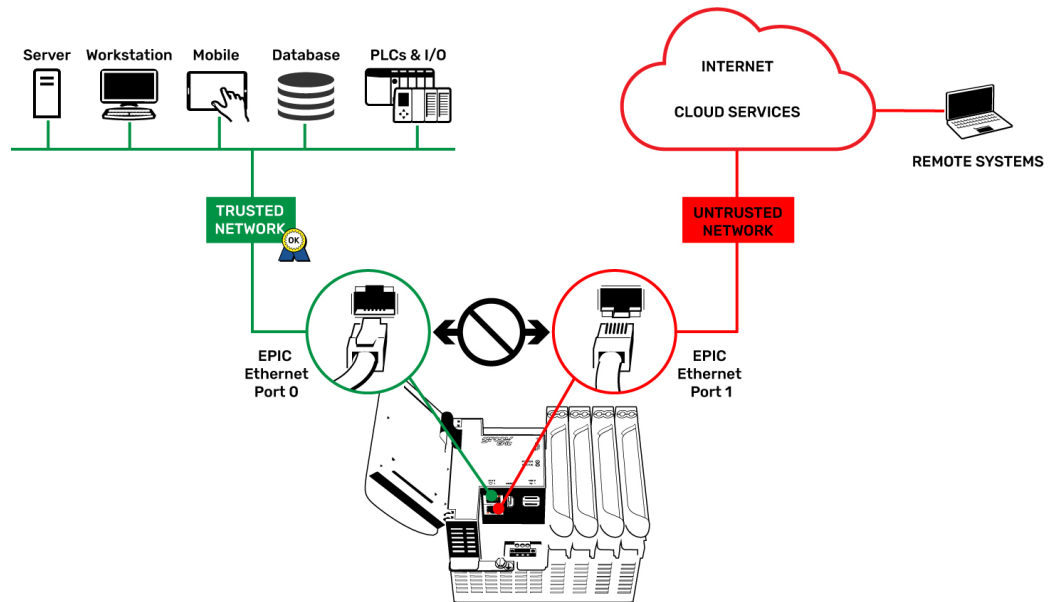 Server
Workstation
Mobile
Database
PLCs & I/O
INTERNET
CLOUD SERVICES
REMOTE SYSTEMS
TRUSTED
NETWORK
OK
UNTRUSTED
NETWORK
EPIC
Ethernet
Port 0
EPIC
Ethernet
Port 1